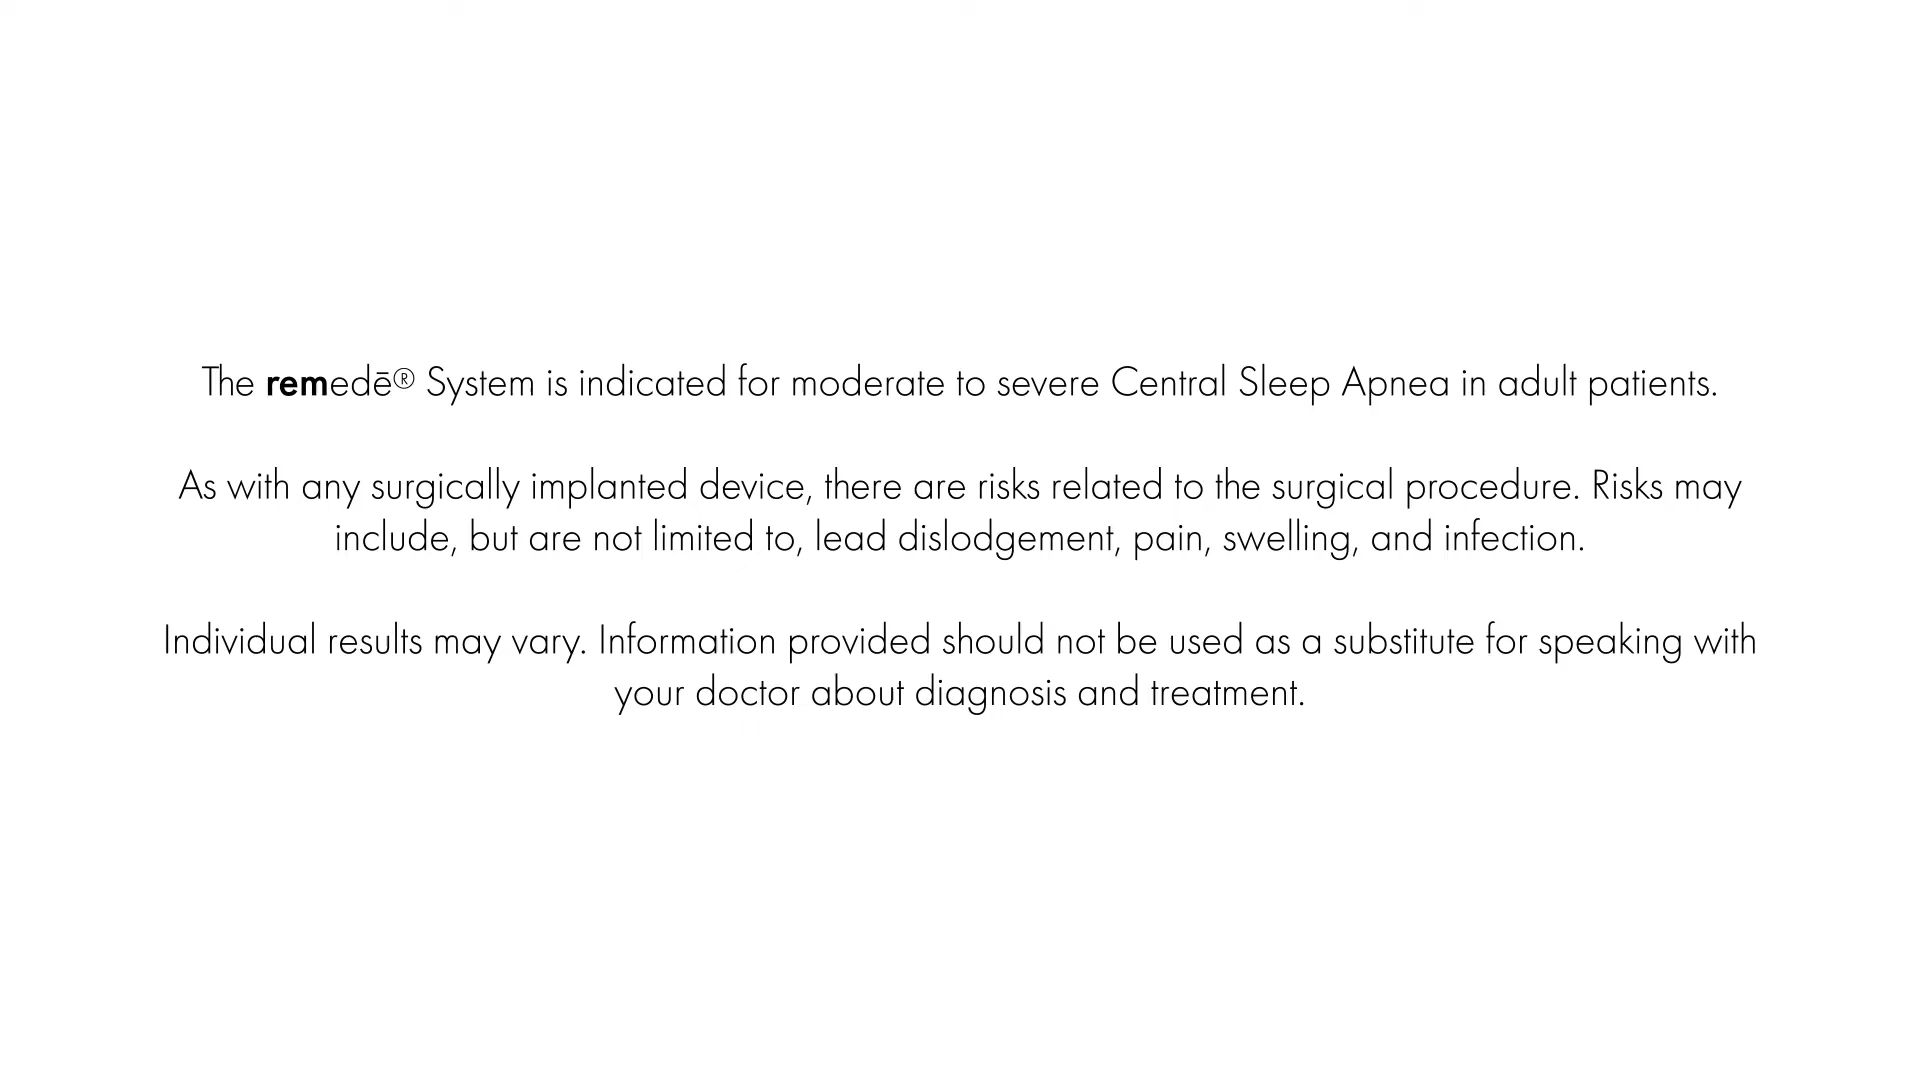 The remedē® System is indicated for moderate to severe Central Sleep Apnea in adult patients.
As with any surgically implanted device, there are risks related to the surgical procedure. Risks may
include, but are not limited to, lead dislodgement, pain, swelling, and infection.
Individual results may vary. Information provided should not be used as a substitute for speaking with
your doctor about diagnosis and treatment.